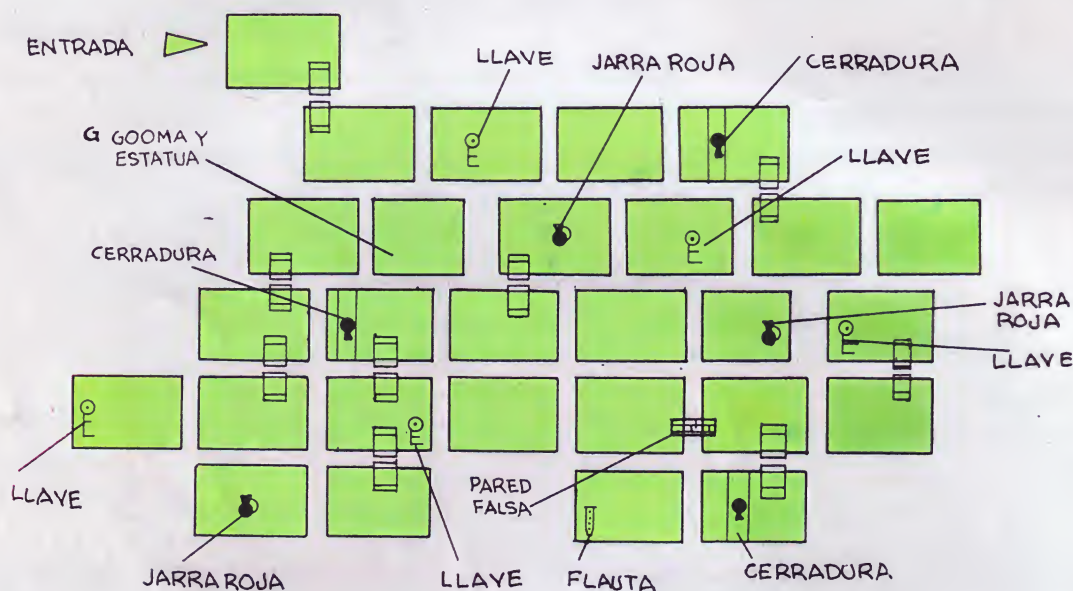 ENTRADA
LLAVE
JARRA ROJA
CERRADURA
G GOOMA Y
ESTATUA
LLAVE
CERRADURA
JARRA
ROJA
LLAVE
LLAVE
PARED
FALSA
JARRA ROJA
LLAVE
FLAUTA
CERRADURA